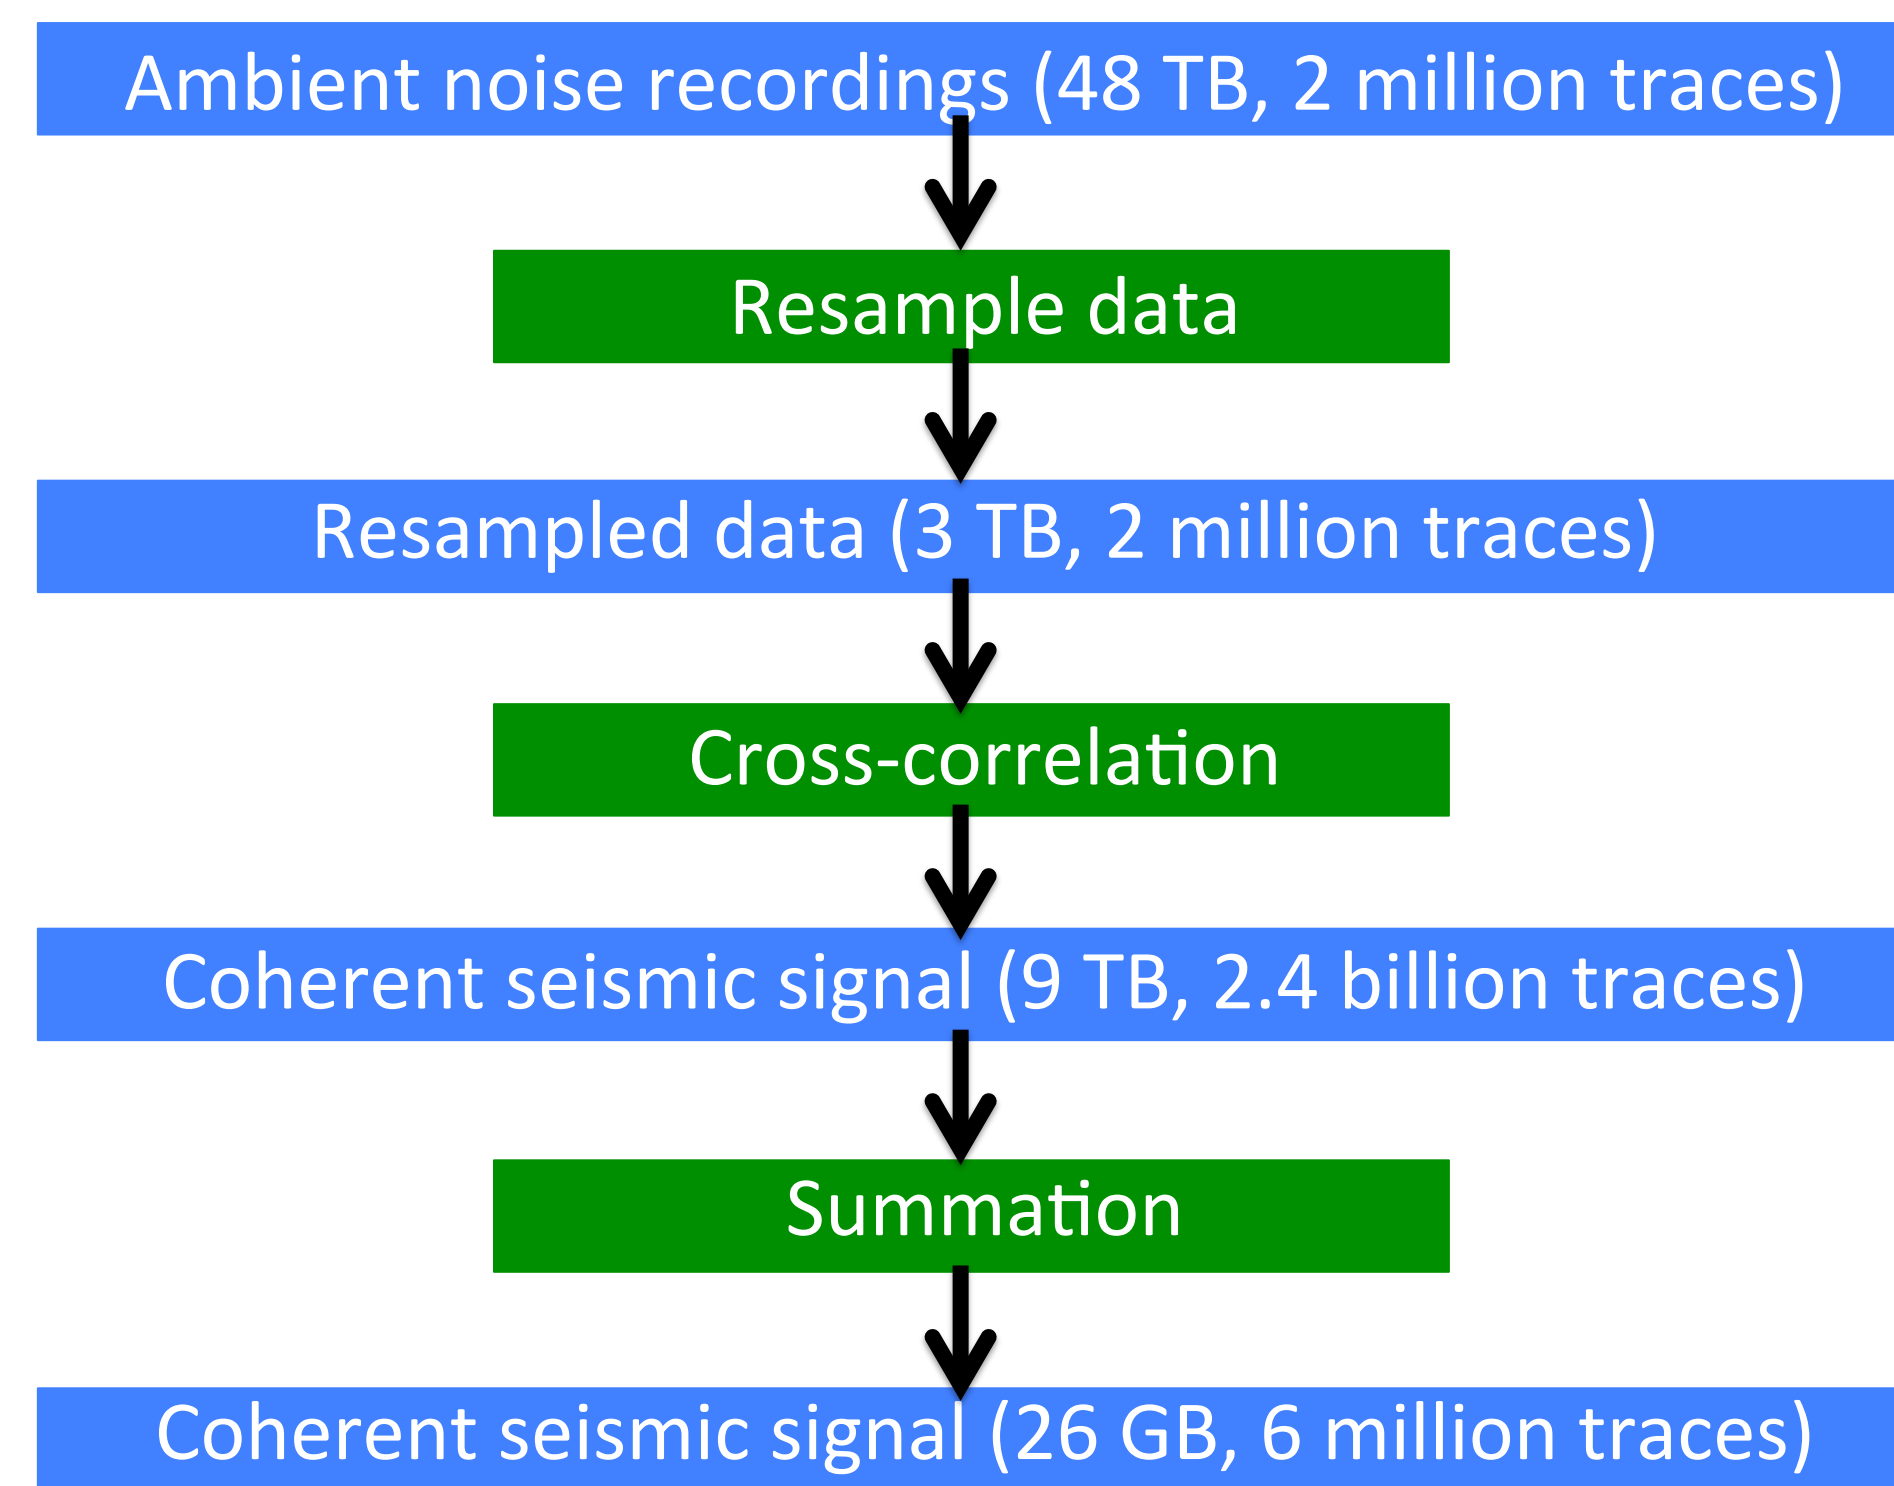 Ambient noise recordings (48 TB, 2 million traces)
Resample data
Resampled data (3 TB, 2 million traces)
Cross-correlation
Coherent seismic signal (9 TB, 2.4 billion traces)
Summation
Coherent seismic signal (26 GB, 6 million traces)